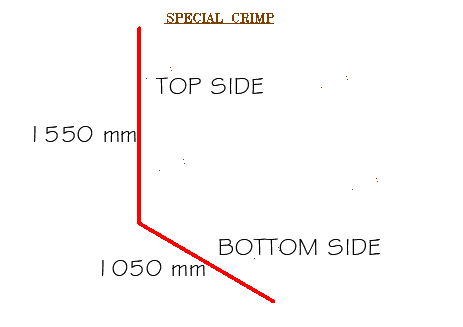 SPECIAL CRIMP
TOP SIDE
1550 mm
BOTTOM SIDE
1050 mm